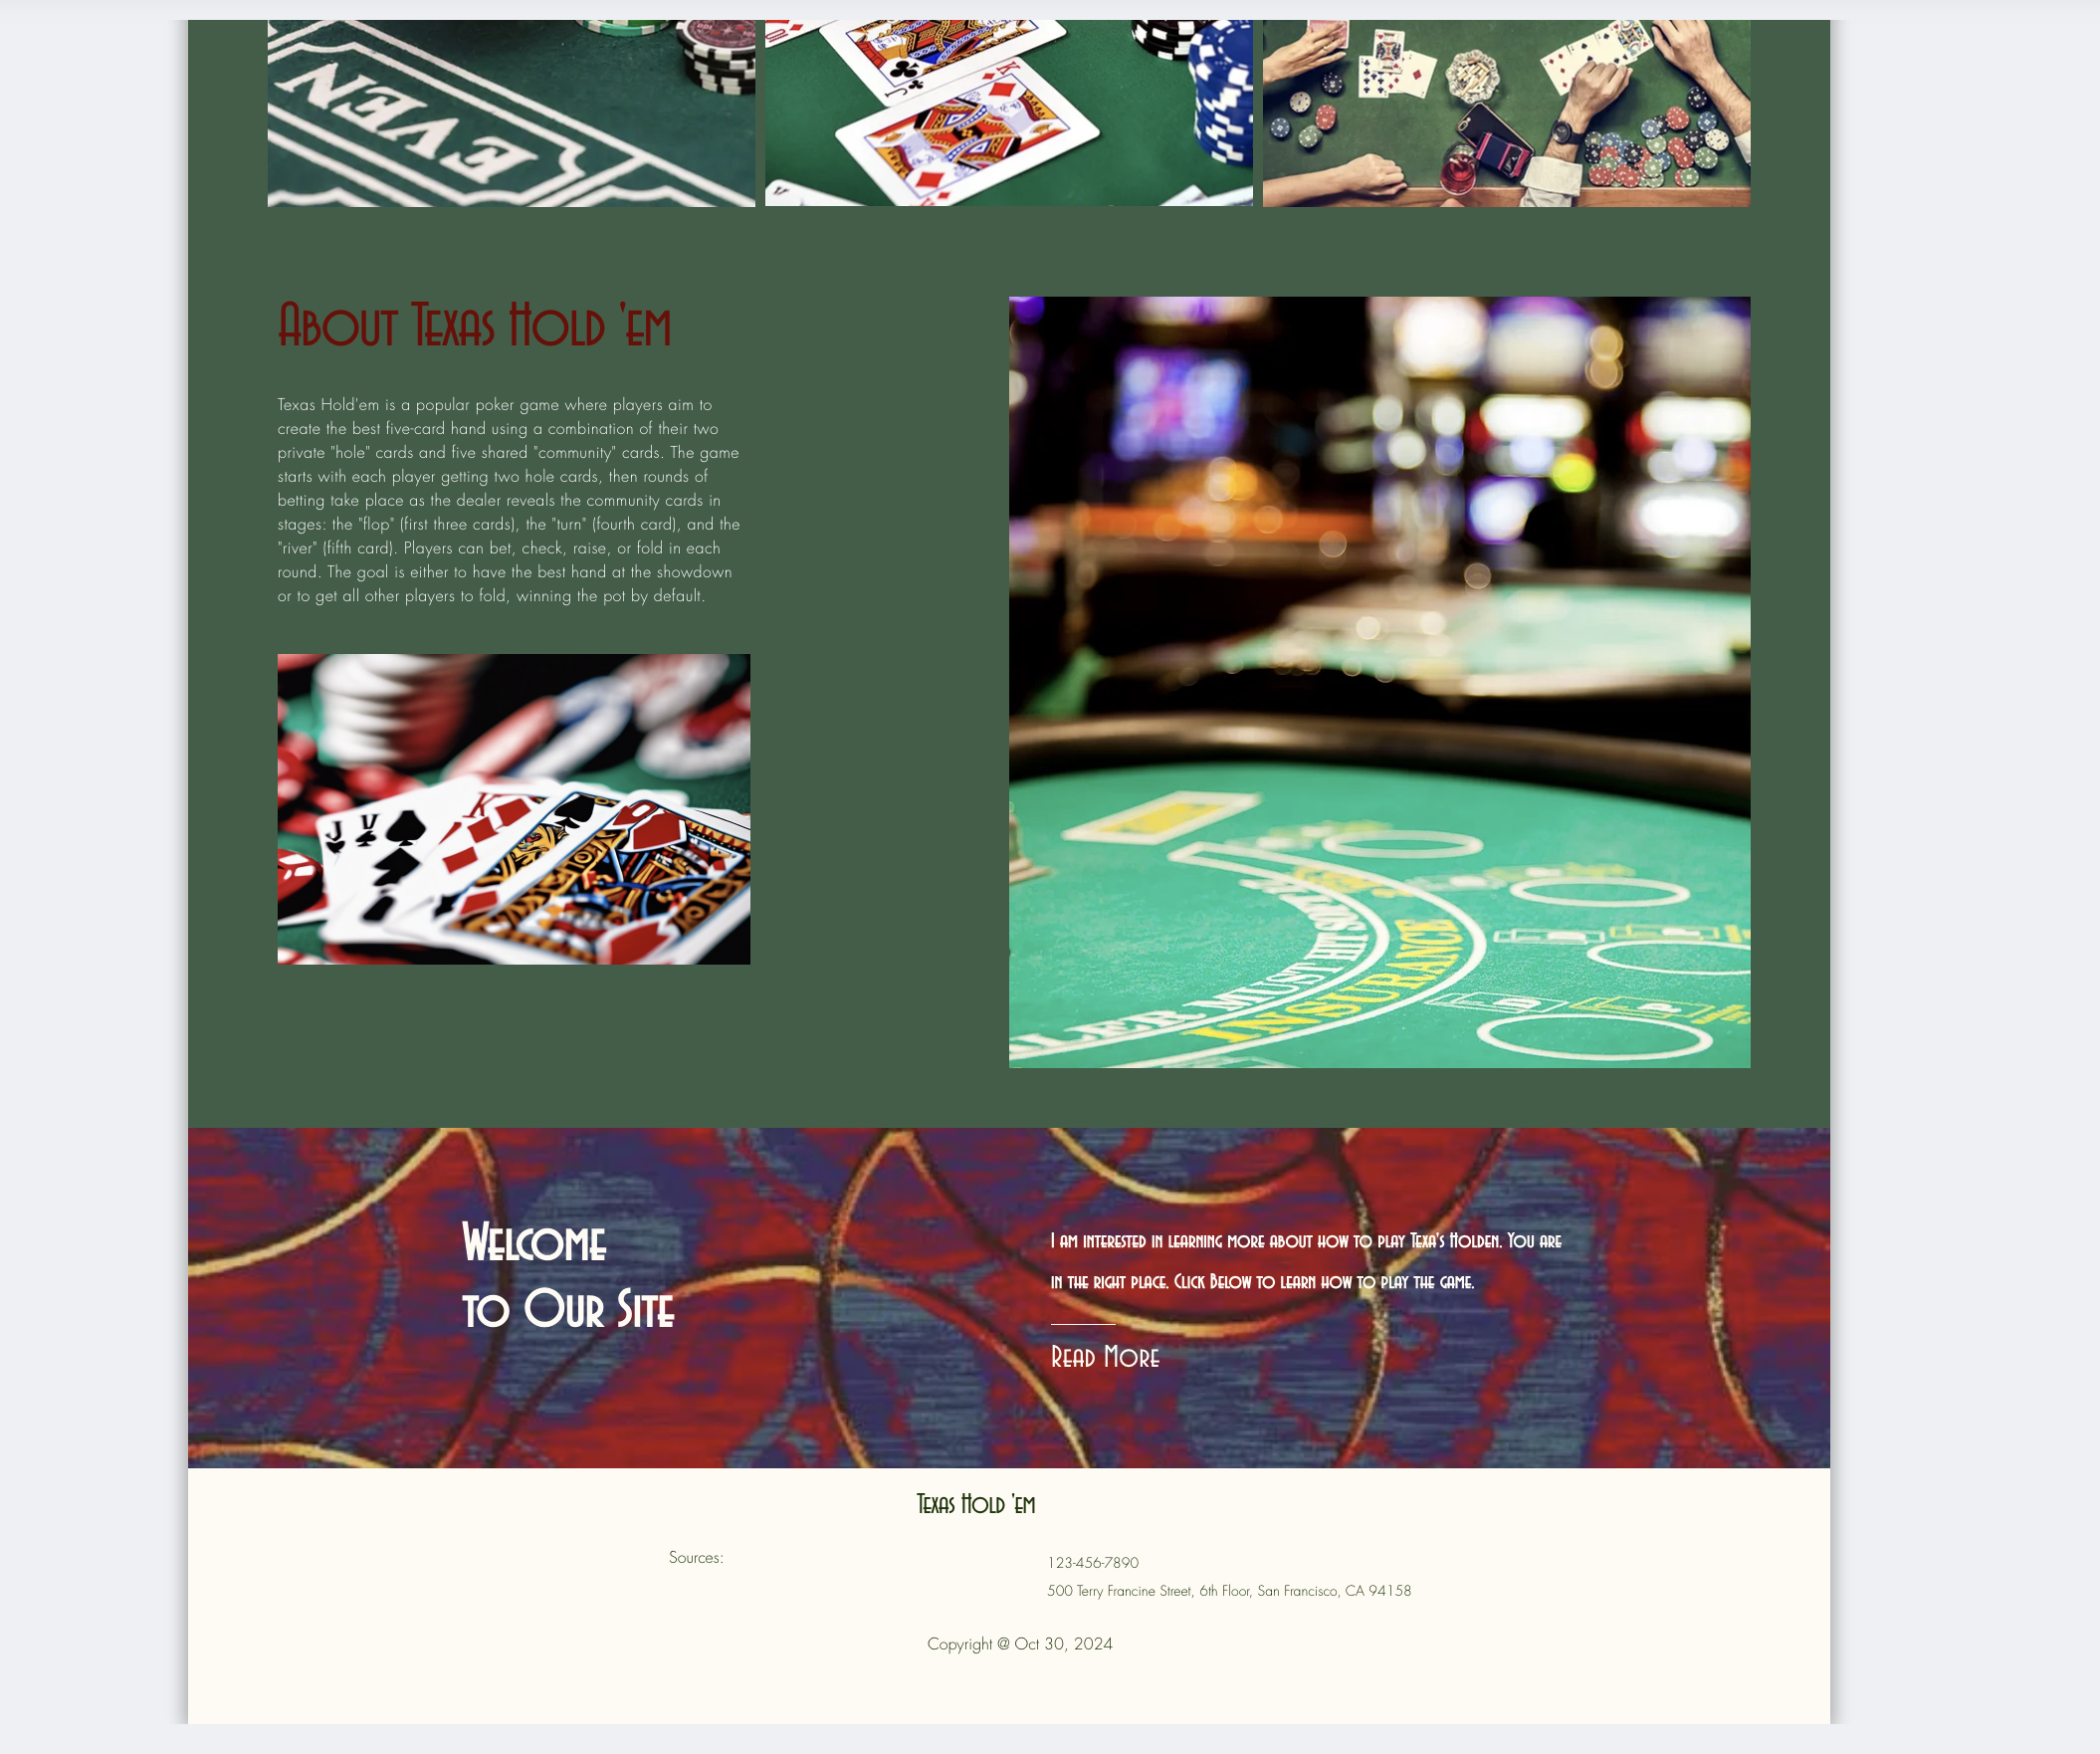 EVEN
J
K
About Texas Hold 'em
Texas Hold'em is a popular poker game where players aim to
create the best five-card hand using a combination of their two
private "hole" cards and five shared "community" cards. The game
starts with each player getting two hole cards, then rounds of
betting take place as the dealer reveals the community cards in
stages: the "flop" (first three cards), the "turn" (fourth card), and the
"river" (fifth card). Players can bet, check, raise, or fold in each
round. The goal is either to have the best hand at the showdown
or to get all other players to fold, winning the pot by default.
J
K
MUST HIT SOFT
INSURANCE
Welcome
to Our Site
I am interested in learning more about how to play Texa's Holden. You are
in the right place. Click Below to learn how to play the game.
Read More
Texas Hold 'em
Sources:
123-456-7890
500 Terry Francine Street, 6th Floor, San Francisco, CA 94158
Copyright @ Oct 30, 2024